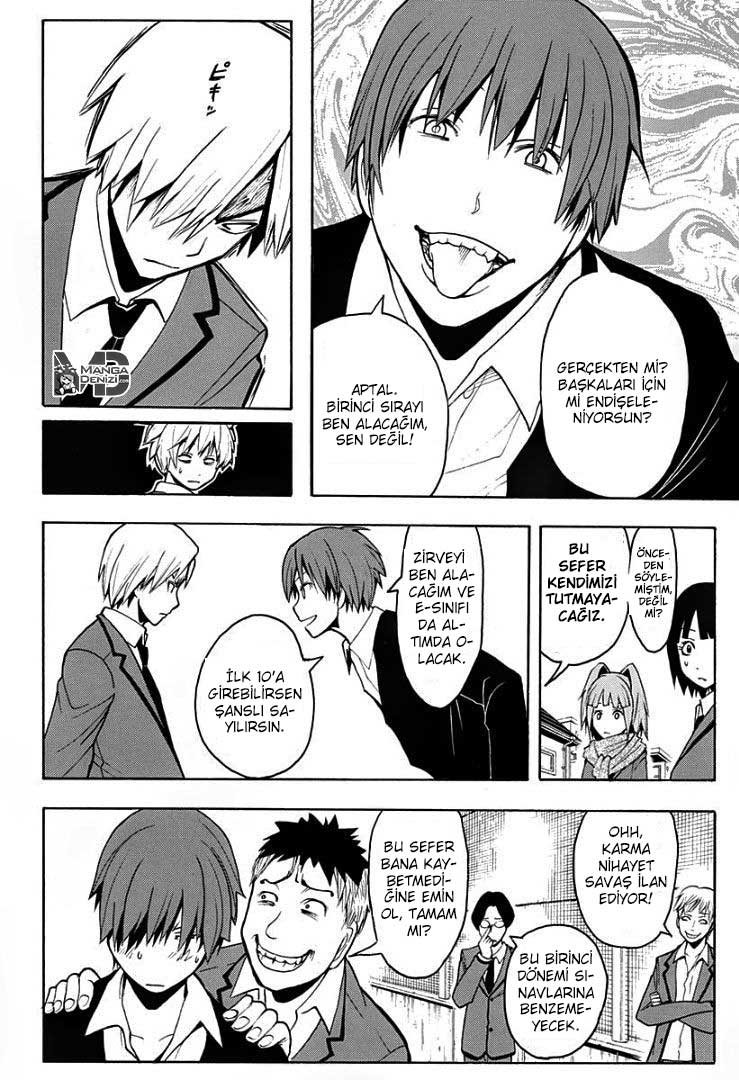 GERÇEKTEN Mİ?
BAŞKALARI İÇİN
Mİ ENDİŞELE-
NİYORSUN?
APTAL.
BİRİNCİ SIRAYI
BEN ALACAĞIM,
SEN DEĞİL!
ピキッ
MD
MANGA
DENİZİ.com
ÖNCE-
DEN
SÖYLE-
MİŞTİM,
DEĞİL
Mİ?
BU
SEFER
KENDİMİZİ
TUTMAYA-
CAĞIZ.
ZİRVEYİ
BEN ALA-
CAĞIM VE
E-SINIFI
DA AL-
TIMDA O-
LACAK.
İLK 10'A
GİREBİLİRSEN
ŞANSLI SA-
YILIRSIN.
OHH,
KARMA
NİHAYET
SAVAŞ İLAN
EDİYOR!
BU BİRİNCİ
DÖNEMİ SI-
NAVLARINA
BENZEME-
YECEK.
BU SEFER
BANA KAY-
BETMEDİ-
ĞİNE EMİN
OL, TAMAM
MI?